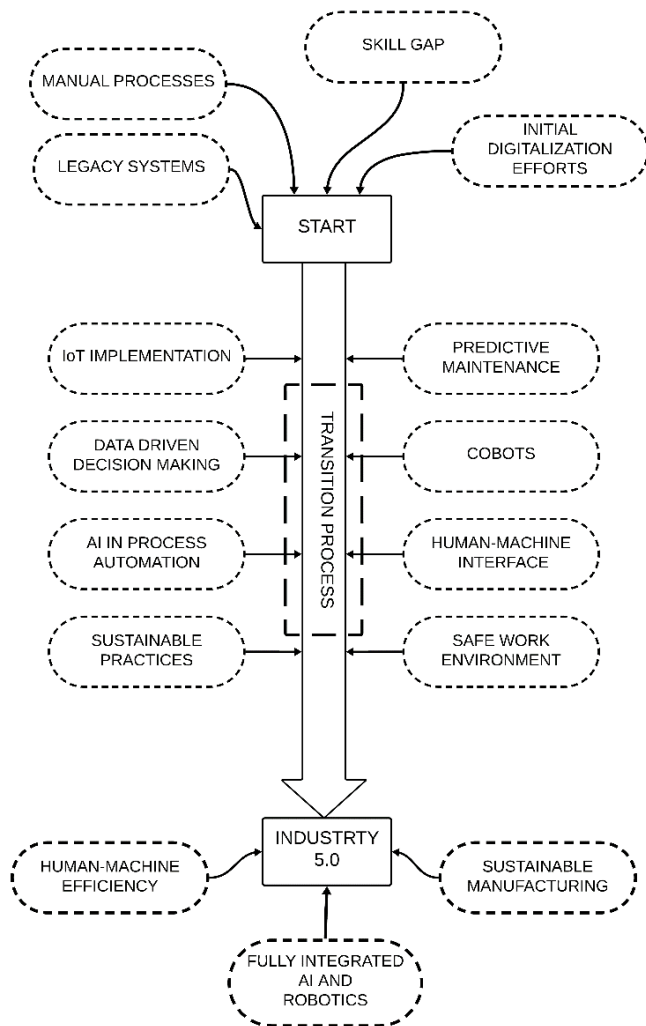 SKILL GAP
MANUAL PROCESSES
INITIAL
DIGITALIZATION
EFFORTS
LEGACY SYSTEMS
START
IoT IMPLEMENTATION
PREDICTIVE
MAINTENANCE
TRANSITION PROCESS
DATA DRIVEN
DECISION MAKING
COBOTS
AI IN PROCESS
AUTOMATION
HUMAN-MACHINE
INTERFACE
SUSTAINABLE
PRACTICES
SAFE WORK
ENVIRONMENT
INDUSTRTY
5.0
HUMAN-MACHINE
EFFICIENCY
SUSTAINABLE
MANUFACTURING
FULLY INTEGRATED
AI AND
ROBOTICS